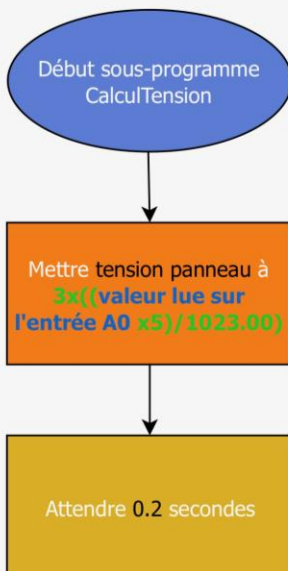 Début sous-programme
CalculTension
Mettre tension panneau à
3x((valeur lue sur
l'entrée A0 x5)/1023.00)
Attendre 0.2 secondes